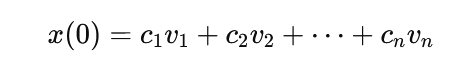 x(0) = c₁v₁ + c₂v₂ + ⋯ + cₙvₙ